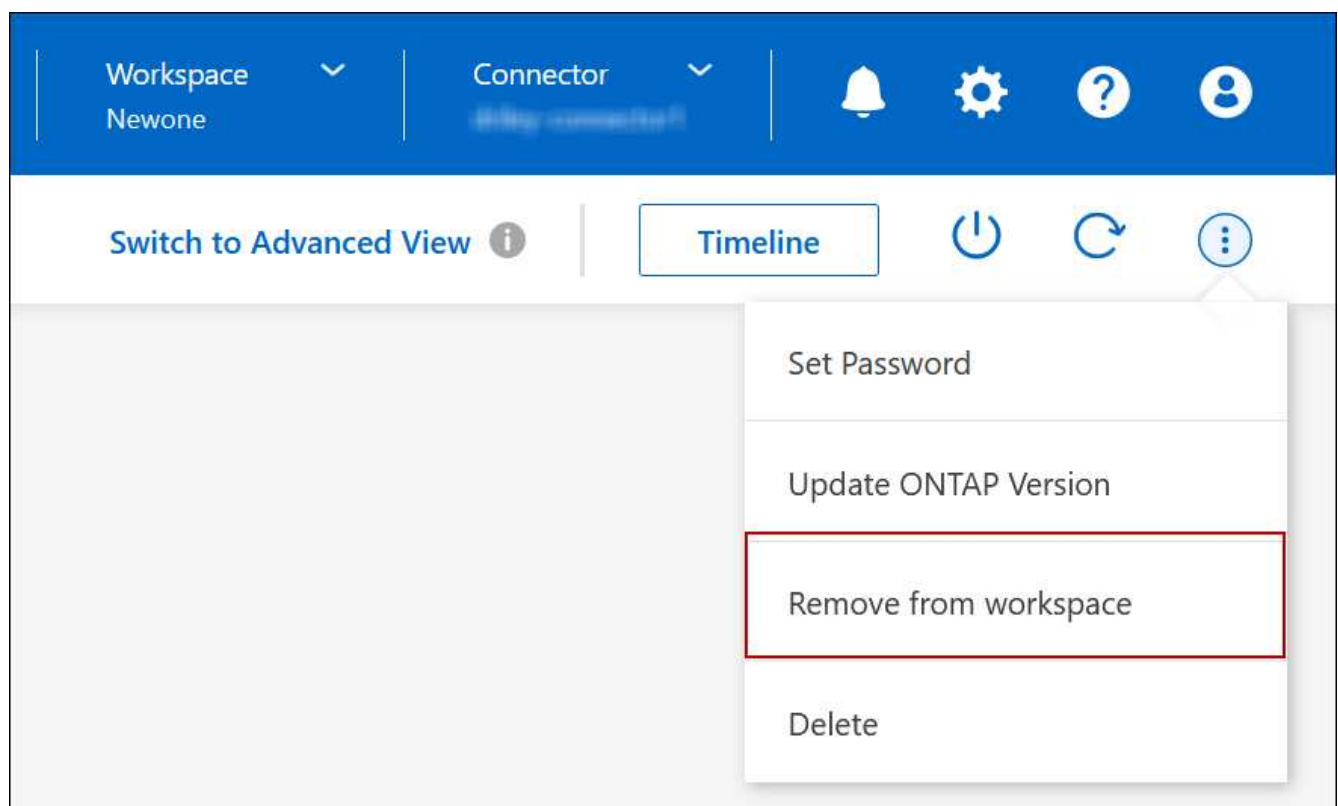 Workspace
Newone
Connector
Switch to Advanced View
Timeline
Set Password
Update ONTAP Version
Remove from workspace
Delete